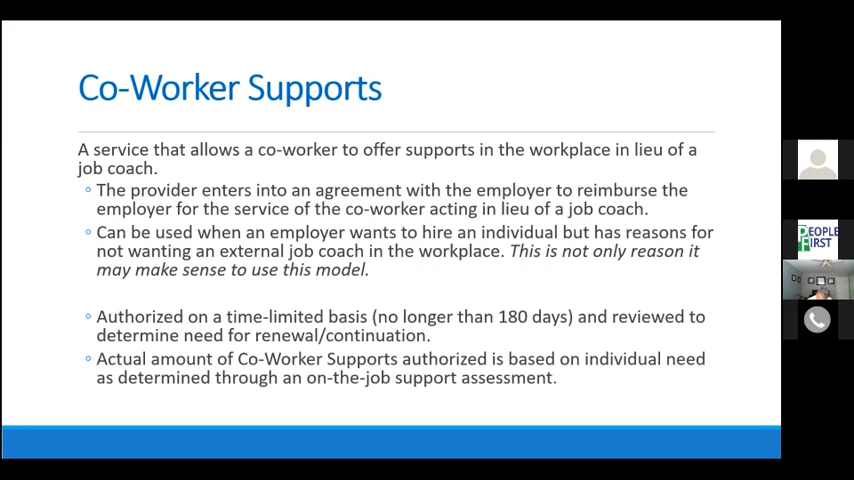 Co-Worker Supports
A service that allows a co-worker to offer supports in the workplace in lieu of a
job coach.
The provider enters into an agreement with the employer to reimburse the
employer for the service of the co-worker acting in lieu of a job coach.
Can be used when an employer wants to hire an individual but has reasons for
not wanting an external job coach in the workplace. This is not only reason it
may make sense to use this model.
Authorized on a time-limited basis (no longer than 180 days) and reviewed to
determine need for renewal/continuation.
Actual amount of Co-Worker Supports authorized is based on individual need
as determined through an on-the-job support assessment.
PEOPLE
FIRST